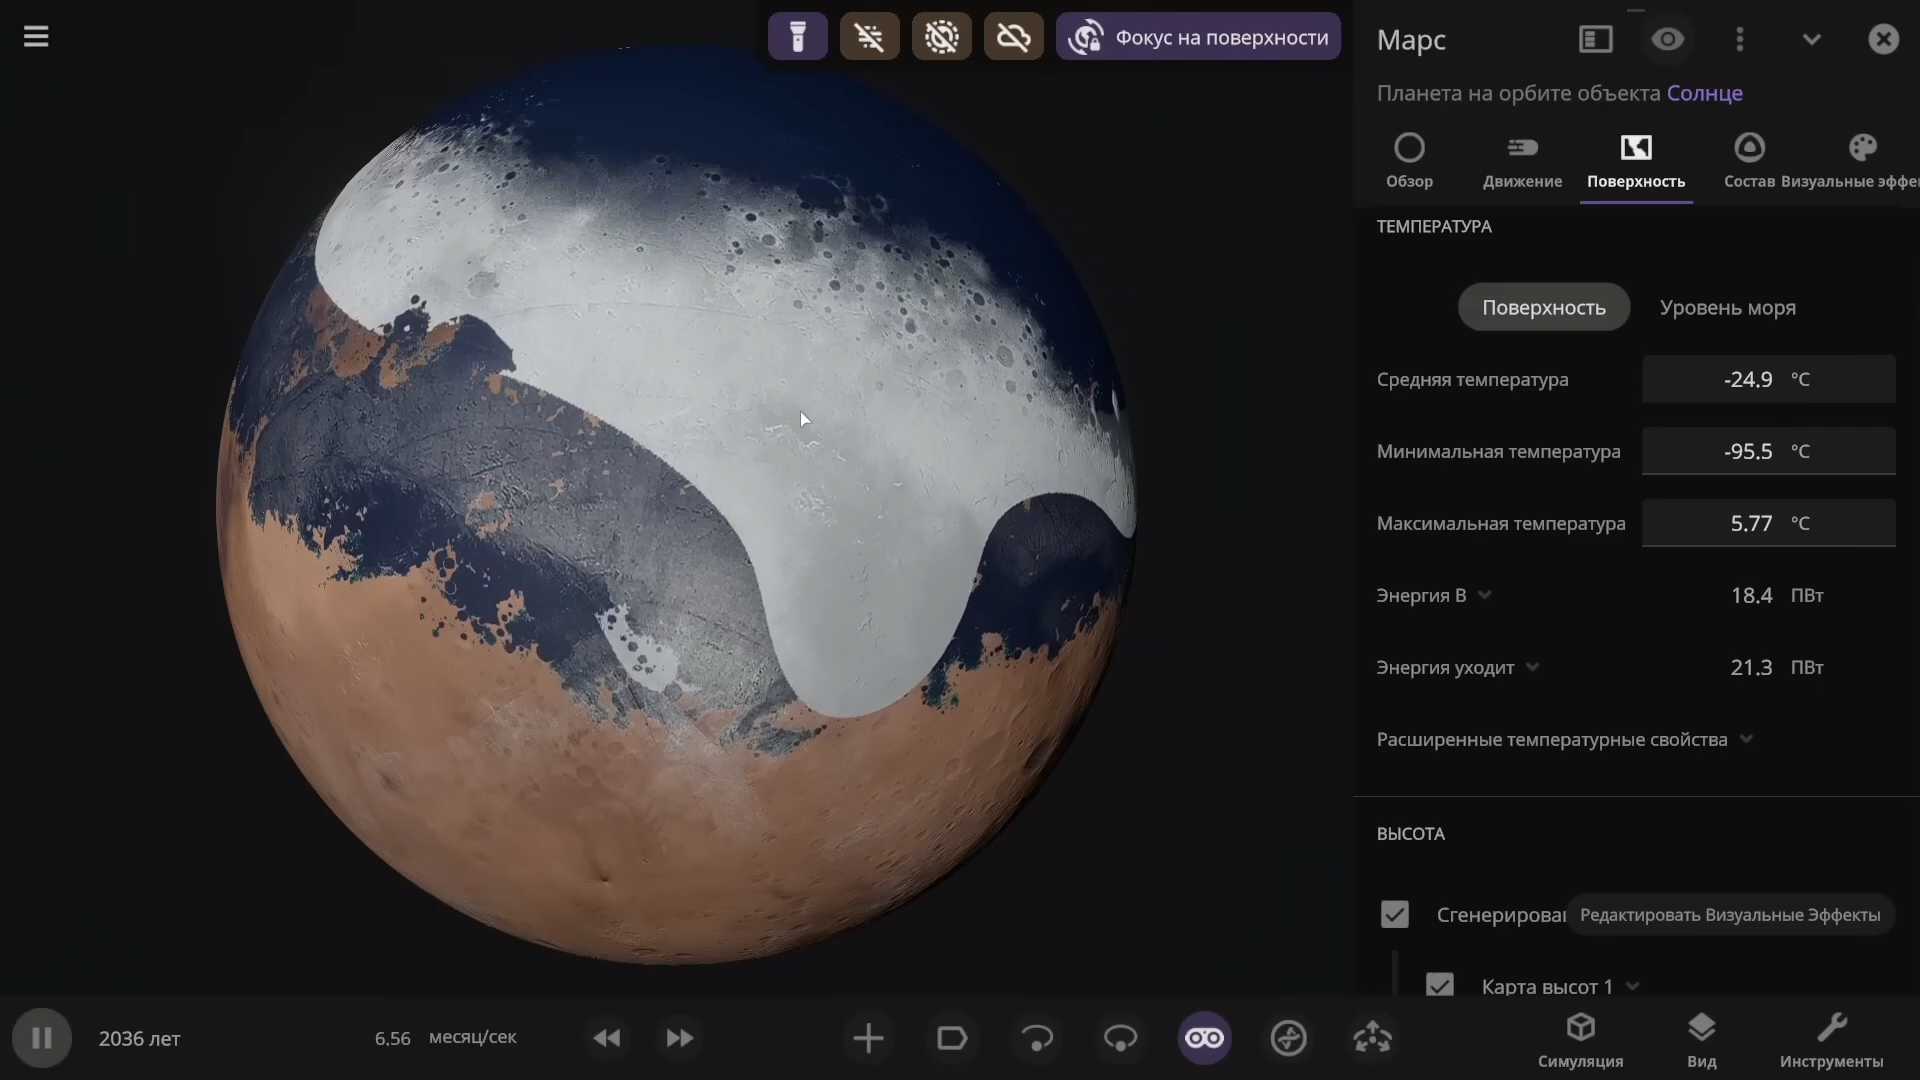 Фокус на поверхности
Марс
Планета на орбите объекта Солнце
Обзор
Движение
Поверхность
Состав
Визуальные эффе
ТЕМПЕРАТУРА
Поверхность
Уровень моря
Средняя температура -24.9 °C
Минимальная температура -95.5 °C
Максимальная температура 5.77 °C
Энергия В 18.4 ПВт
Энергия уходит 21.3 ПВт
Расширенные температурные свойства
ВЫСОТА
Сгенерирова
Редактировать Визуальные Эффекты
Карта высот 1
2036 лет
6.56 месяц/сек
Симуляция
Вид
Инструменты